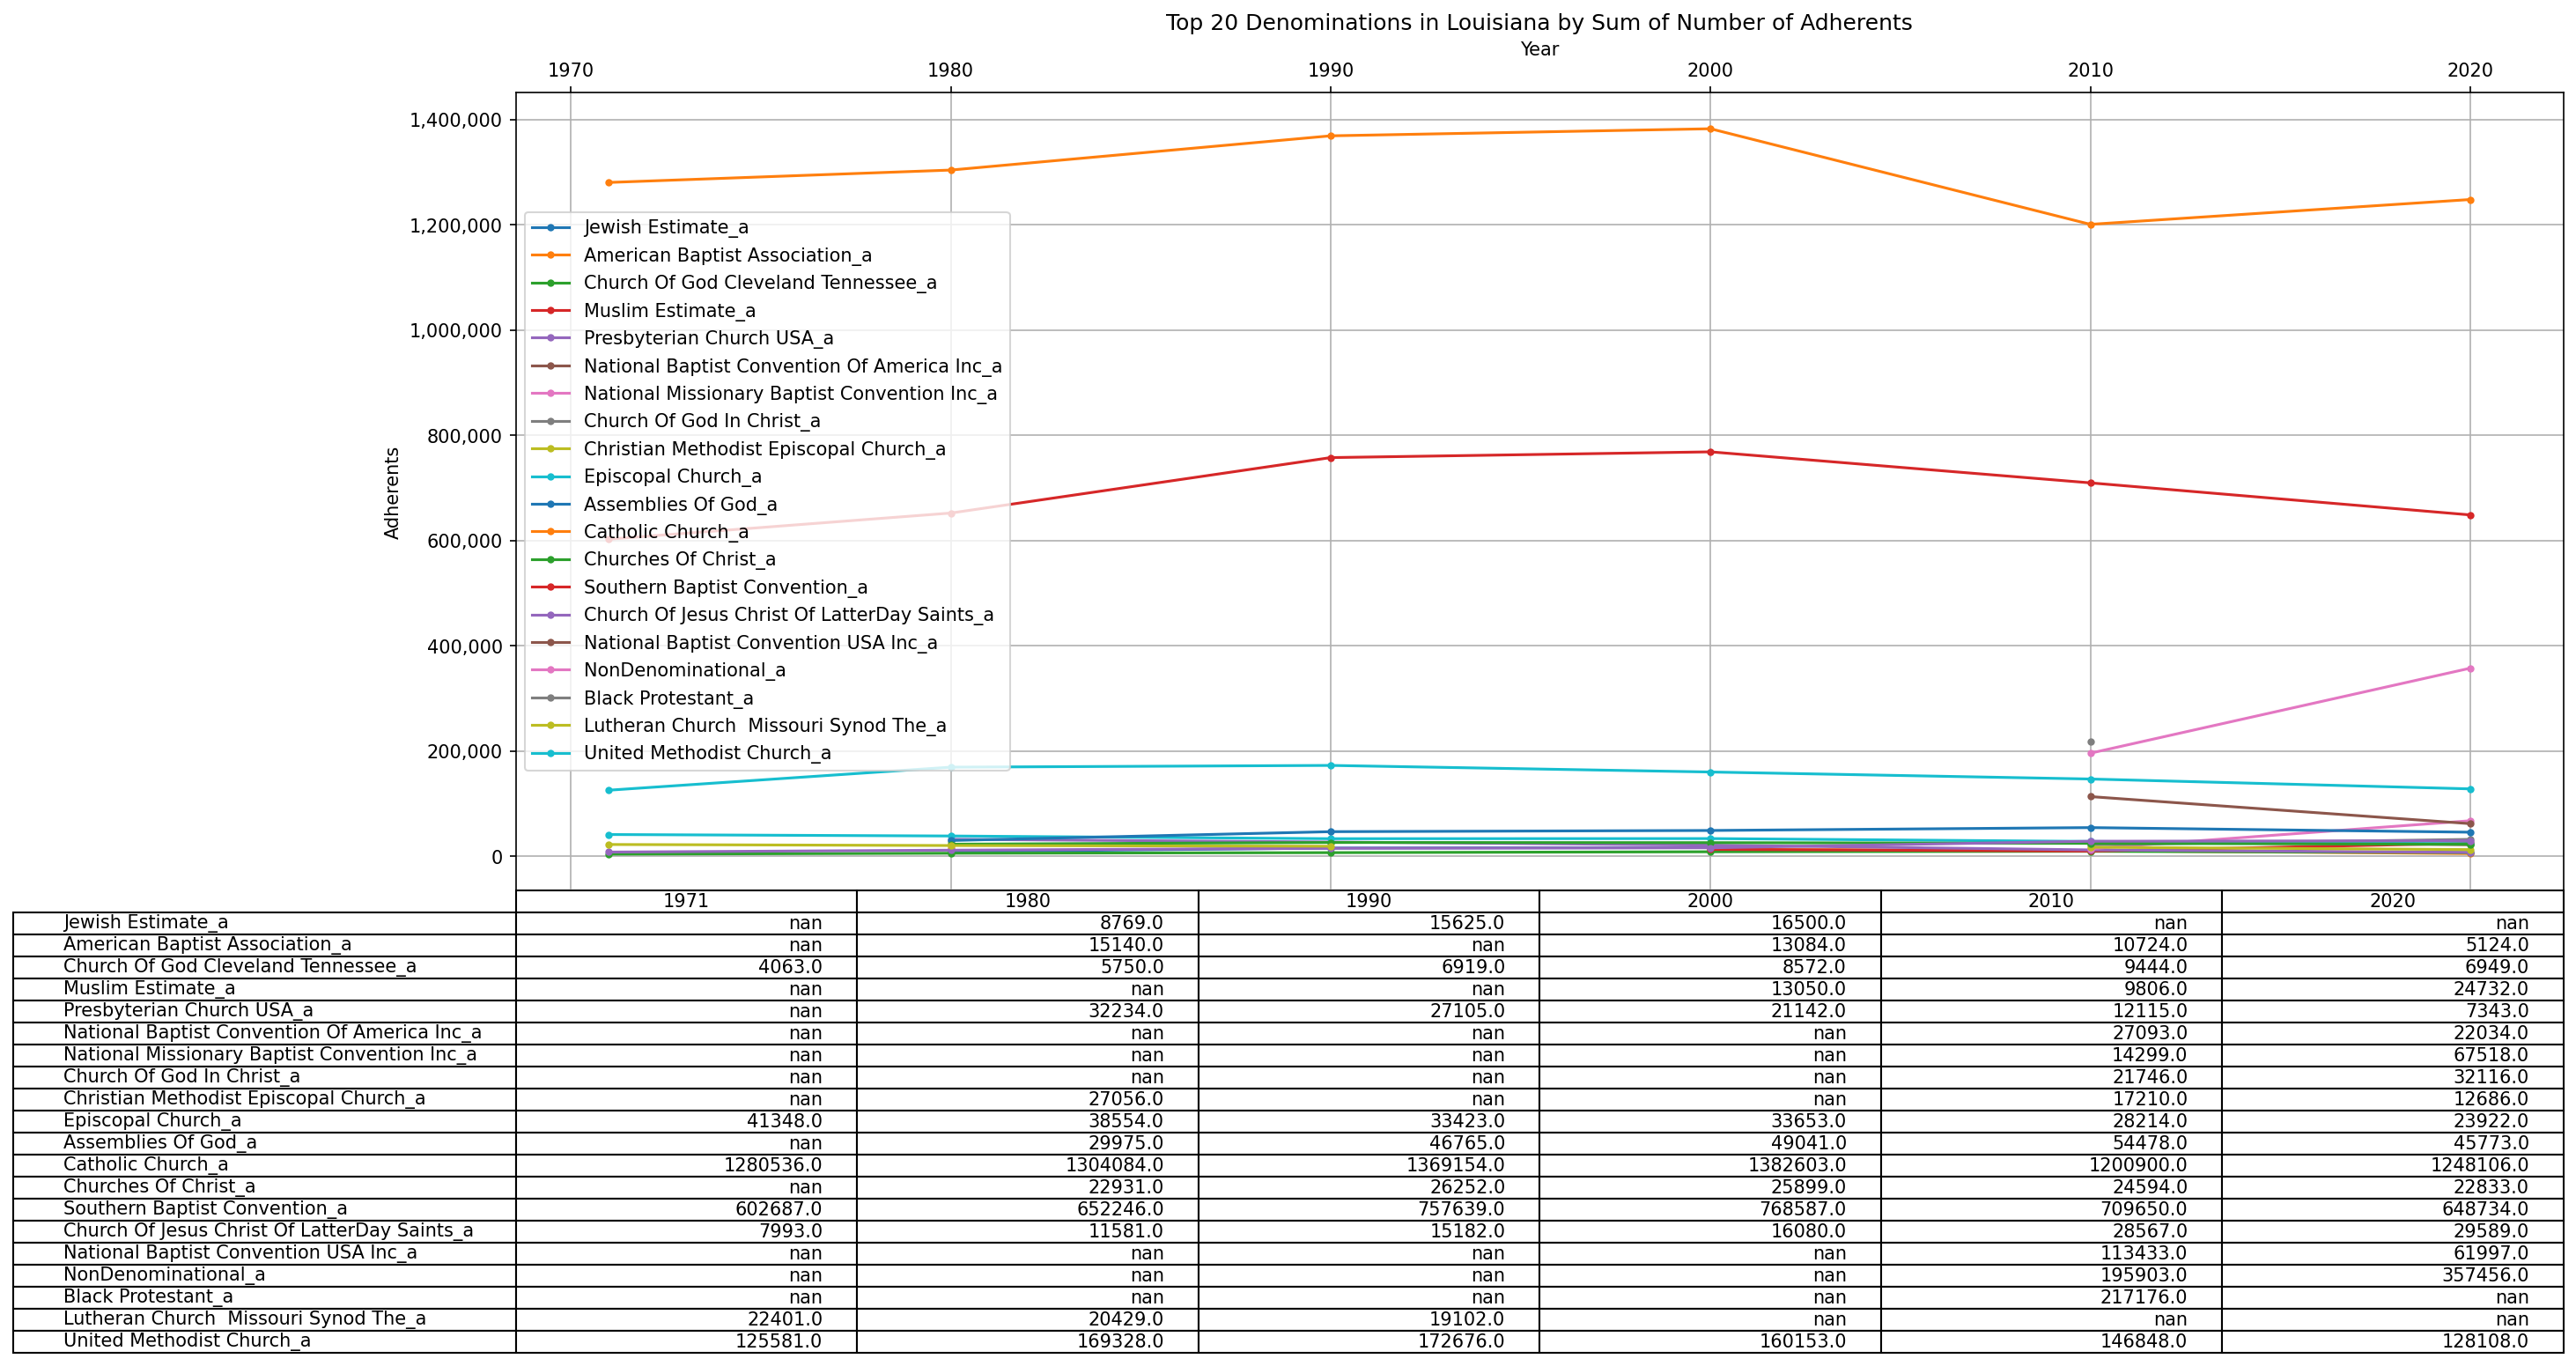 Top 20 Denominations in Louisiana by Sum of Number of Adherents
Year
1970 1980 1990 2000 2010 2020
1,400,000
1,200,000
1,000,000
800,000
600,000
400,000
200,000
0
Adherents
Jewish Estimate_a
American Baptist Association_a
Church Of God Cleveland Tennessee_a
Muslim Estimate_a
Presbyterian Church USA_a
National Baptist Convention Of America Inc_a
National Missionary Baptist Convention Inc_a
Church Of God In Christ_a
Christian Methodist Episcopal Church_a
Episcopal Church_a
Assemblies Of God_a
Catholic Church_a
Churches Of Christ_a
Southern Baptist Convention_a
Church Of Jesus Christ Of LatterDay Saints_a
National Baptist Convention USA Inc_a
NonDenominational_a
Black Protestant_a
Lutheran Church  Missouri Synod The_a
United Methodist Church_a
1971 1980 1990 2000 2010 2020
Jewish Estimate_a nan 8769.0 15625.0 16500.0 nan nan
American Baptist Association_a nan 15140.0 nan 13084.0 10724.0 5124.0
Church Of God Cleveland Tennessee_a 4063.0 5750.0 6919.0 8572.0 9444.0 6949.0
Muslim Estimate_a nan nan nan 13050.0 9806.0 24732.0
Presbyterian Church USA_a nan 32234.0 27105.0 21142.0 12115.0 7343.0
National Baptist Convention Of America Inc_a nan nan nan nan 27093.0 22034.0
National Missionary Baptist Convention Inc_a nan nan nan nan 14299.0 67518.0
Church Of God In Christ_a nan nan nan nan 21746.0 32116.0
Christian Methodist Episcopal Church_a nan 27056.0 nan nan 17210.0 12686.0
Episcopal Church_a 41348.0 38554.0 33423.0 33653.0 28214.0 23922.0
Assemblies Of God_a nan 29975.0 46765.0 49041.0 54478.0 45773.0
Catholic Church_a 1280536.0 1304084.0 1369154.0 1382603.0 1200900.0 1248106.0
Churches Of Christ_a nan 22931.0 26252.0 25899.0 24594.0 22833.0
Southern Baptist Convention_a 602687.0 652246.0 757639.0 768587.0 709650.0 648734.0
Church Of Jesus Christ Of LatterDay Saints_a 7993.0 11581.0 15182.0 16080.0 28567.0 29589.0
National Baptist Convention USA Inc_a nan nan nan nan 113433.0 61997.0
NonDenominational_a nan nan nan nan 195903.0 357456.0
Black Protestant_a nan nan nan nan 217176.0 nan
Lutheran Church  Missouri Synod The_a 22401.0 20429.0 19102.0 nan nan nan
United Methodist Church_a 125581.0 169328.0 172676.0 160153.0 146848.0 128108.0